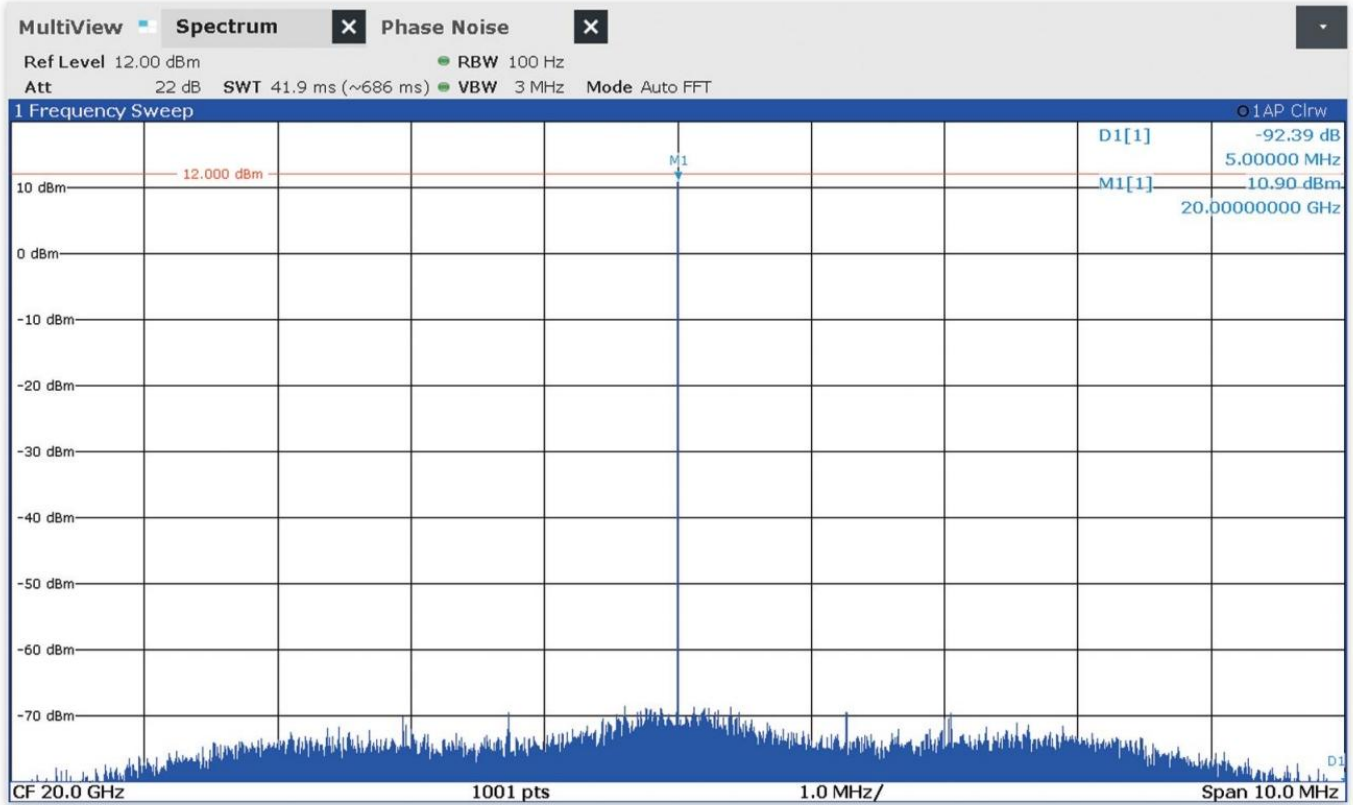 MultiView Spectrum X Phase Noise X
Ref Level 12.00 dBm RBW 100 Hz
Att 22 dB SWT 41.9 ms (~686 ms) VBW 3 MHz Mode Auto FFT
1 Frequency Sweep 1AP Clrw
D1[1] -92.39 dB
5.00000 MHz
M1
12.000 dBm
M1[1] 10.90 dBm
10 dBm
20.00000000 GHz
0 dBm
-10 dBm
-20 dBm
-30 dBm
-40 dBm
-50 dBm
-60 dBm
-70 dBm
D1
CF 20.0 GHz 1001 pts 1.0 MHz/ Span 10.0 MHz